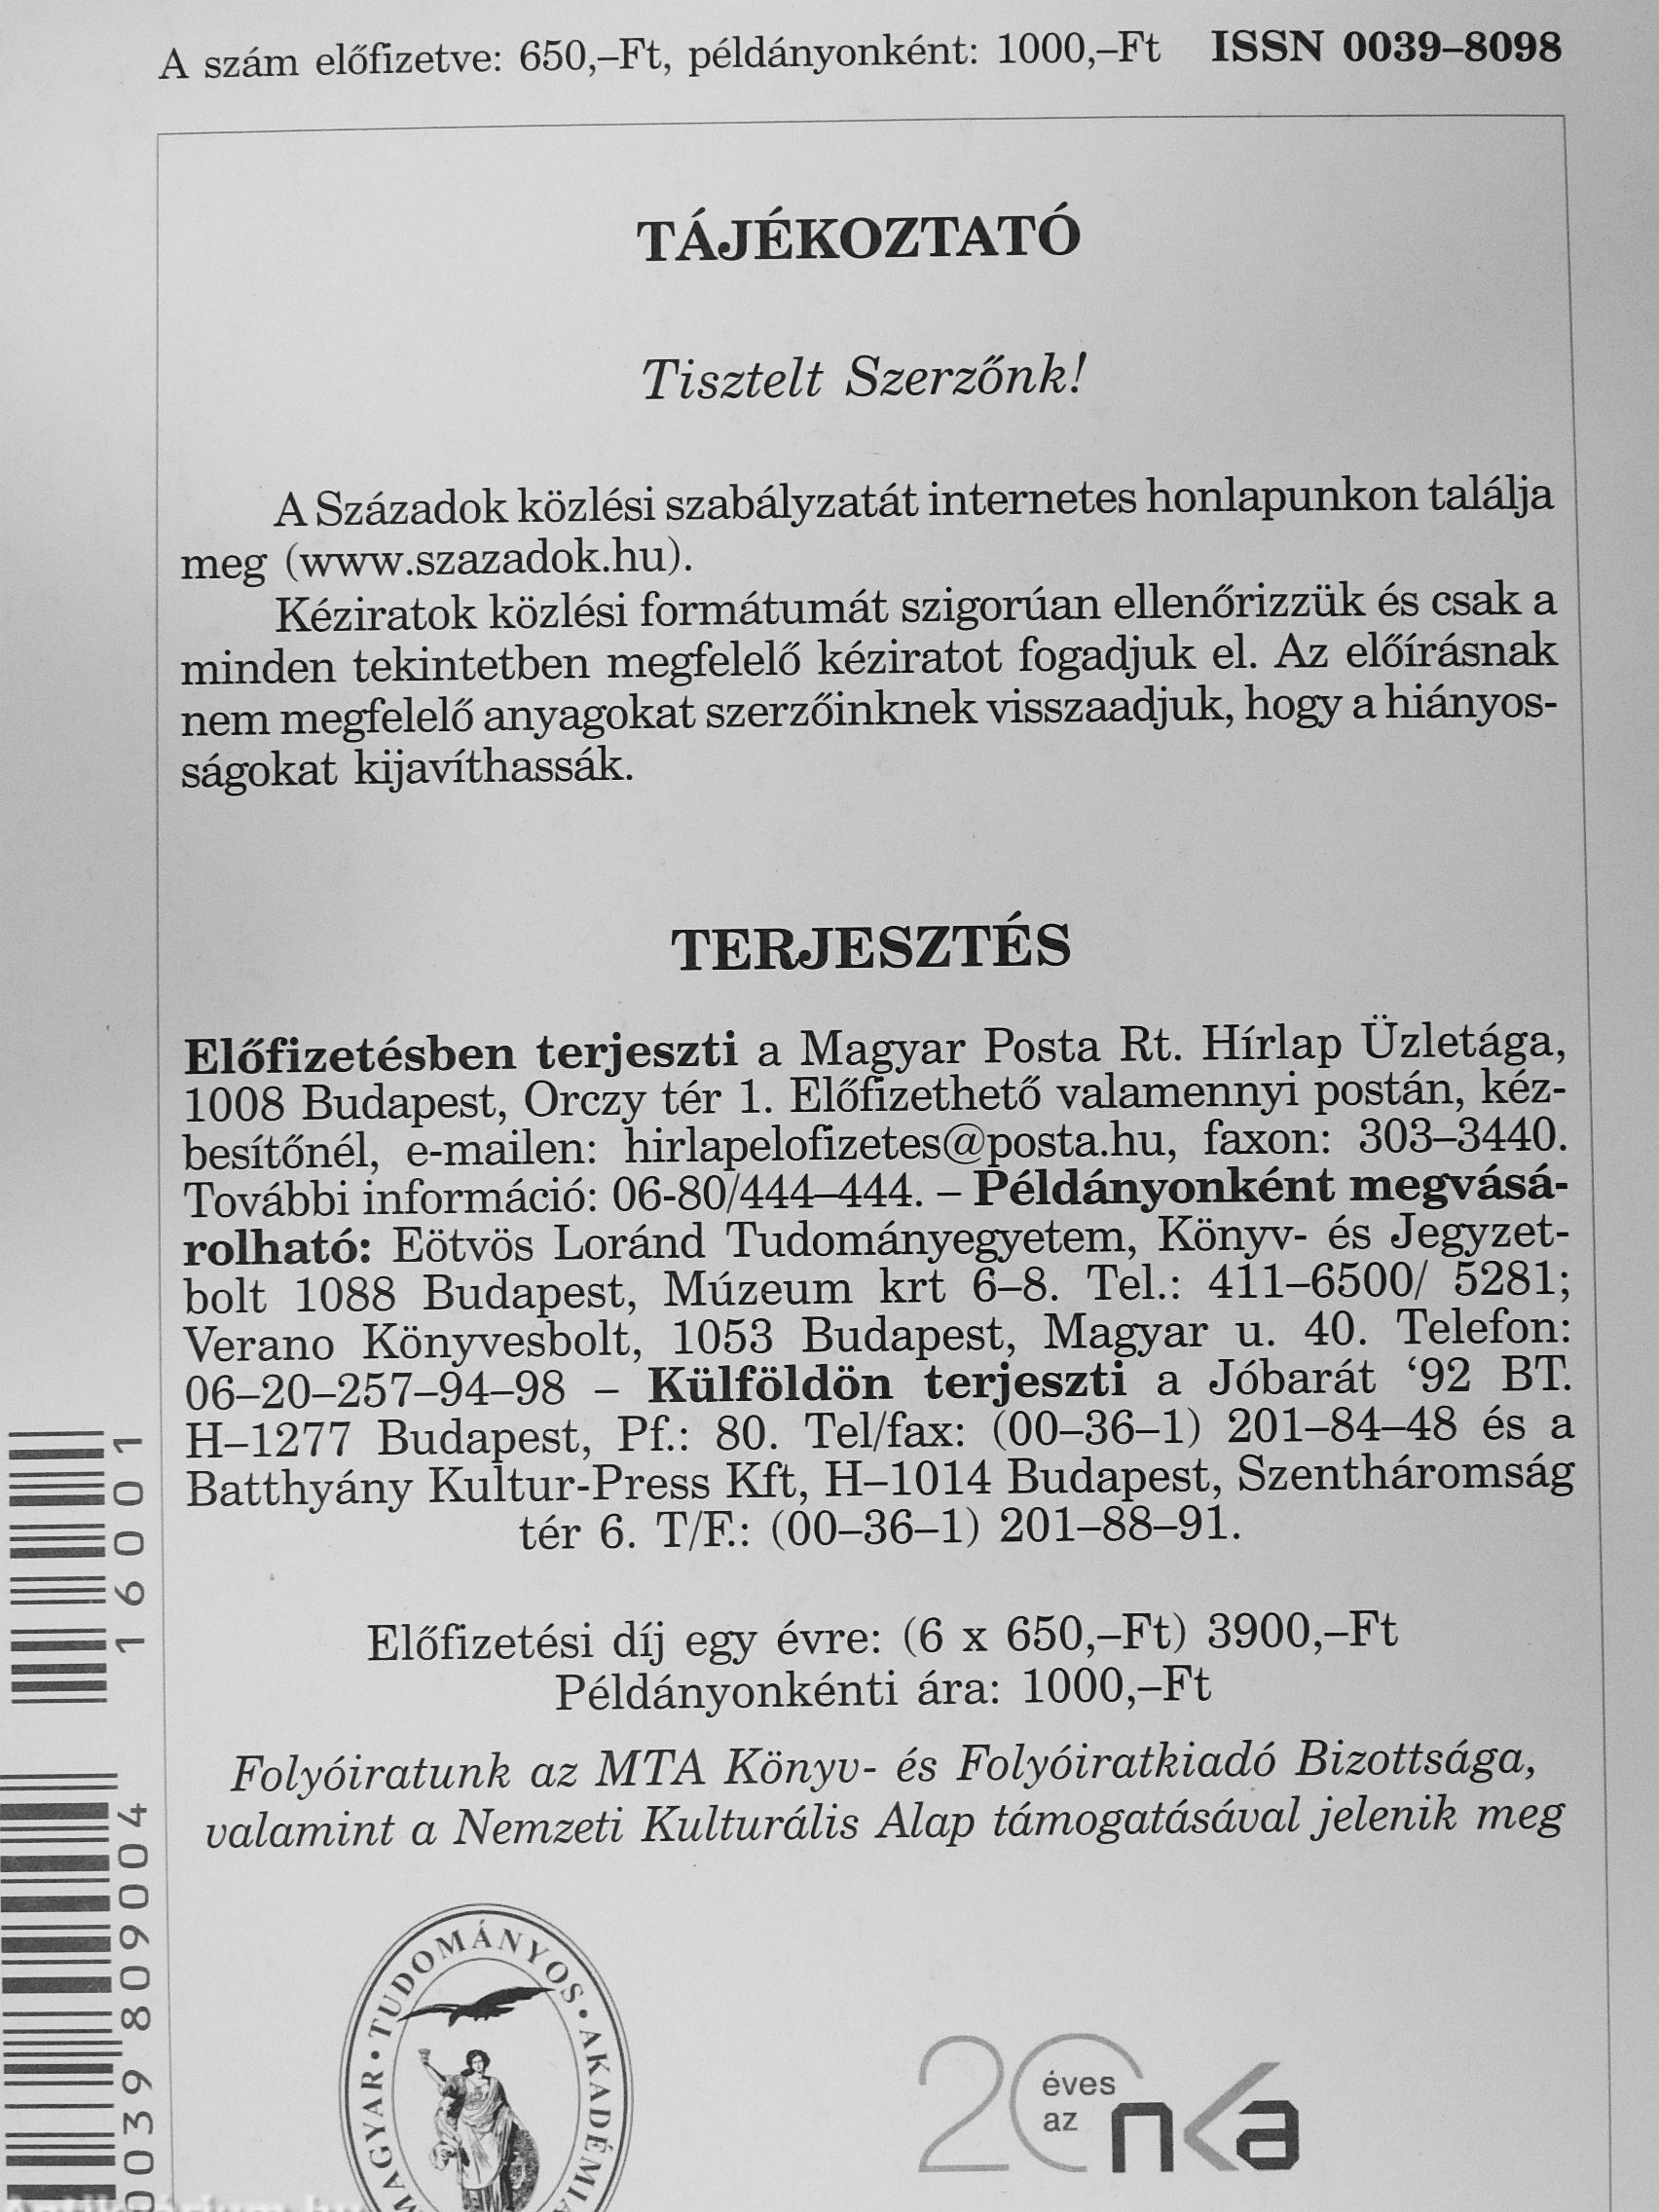 A szám előfizetve: 650,–Ft, példányonként: 1000,–Ft ISSN 0039–8098
TÁJÉKOZTATÓ
Tisztelt Szerzőnk!
A Századok közlési szabályzatát internetes honlapunkon találja
meg (www.szazadok.hu).
Kéziratok közlési formátumát szigorúan ellenőrizzük és csak a
minden tekintetben megfelelő kéziratot fogadjuk el. Az előírásnak
nem megfelelő anyagokat szerzőinknek visszaadjuk, hogy a hiányos-
ságokat kijavíthassák.
TERJESZTÉS
Előfizetésben terjeszti a Magyar Posta Rt. Hírlap Üzletága,
1008 Budapest, Orczy tér 1. Előfizethető valamennyi postán, kéz-
besítőnél, e-mailen: hirlapelofizetes@posta.hu, faxon: 303–3440.
További információ: 06-80/444–444. – Példányonként megvásá-
rolható: Eötvös Loránd Tudományegyetem, Könyv- és Jegyzet-
bolt 1088 Budapest, Múzeum krt 6–8. Tel.: 411–6500/ 5281;
Verano Könyvesbolt, 1053 Budapest, Magyar u. 40. Telefon:
06–20–257–94–98 – Külföldön terjeszti a Jóbarát ‘92 BT.
H–1277 Budapest, Pf.: 80. Tel/fax: (00–36–1) 201–84–48 és a
Batthyány Kultur-Press Kft, H–1014 Budapest, Szentháromság
tér 6. T/F.: (00–36–1) 201–88–91.
Előfizetési díj egy évre: (6 x 650,–Ft) 3900,–Ft
Példányonkénti ára: 1000,–Ft
Folyóiratunk az MTA Könyv- és Folyóiratkiadó Bizottsága,
valamint a Nemzeti Kulturális Alap támogatásával jelenik meg
MAGYAR • TUDOMÁNYOS • AKADÉMIA
20 éves
az nka
16001
0039 809004